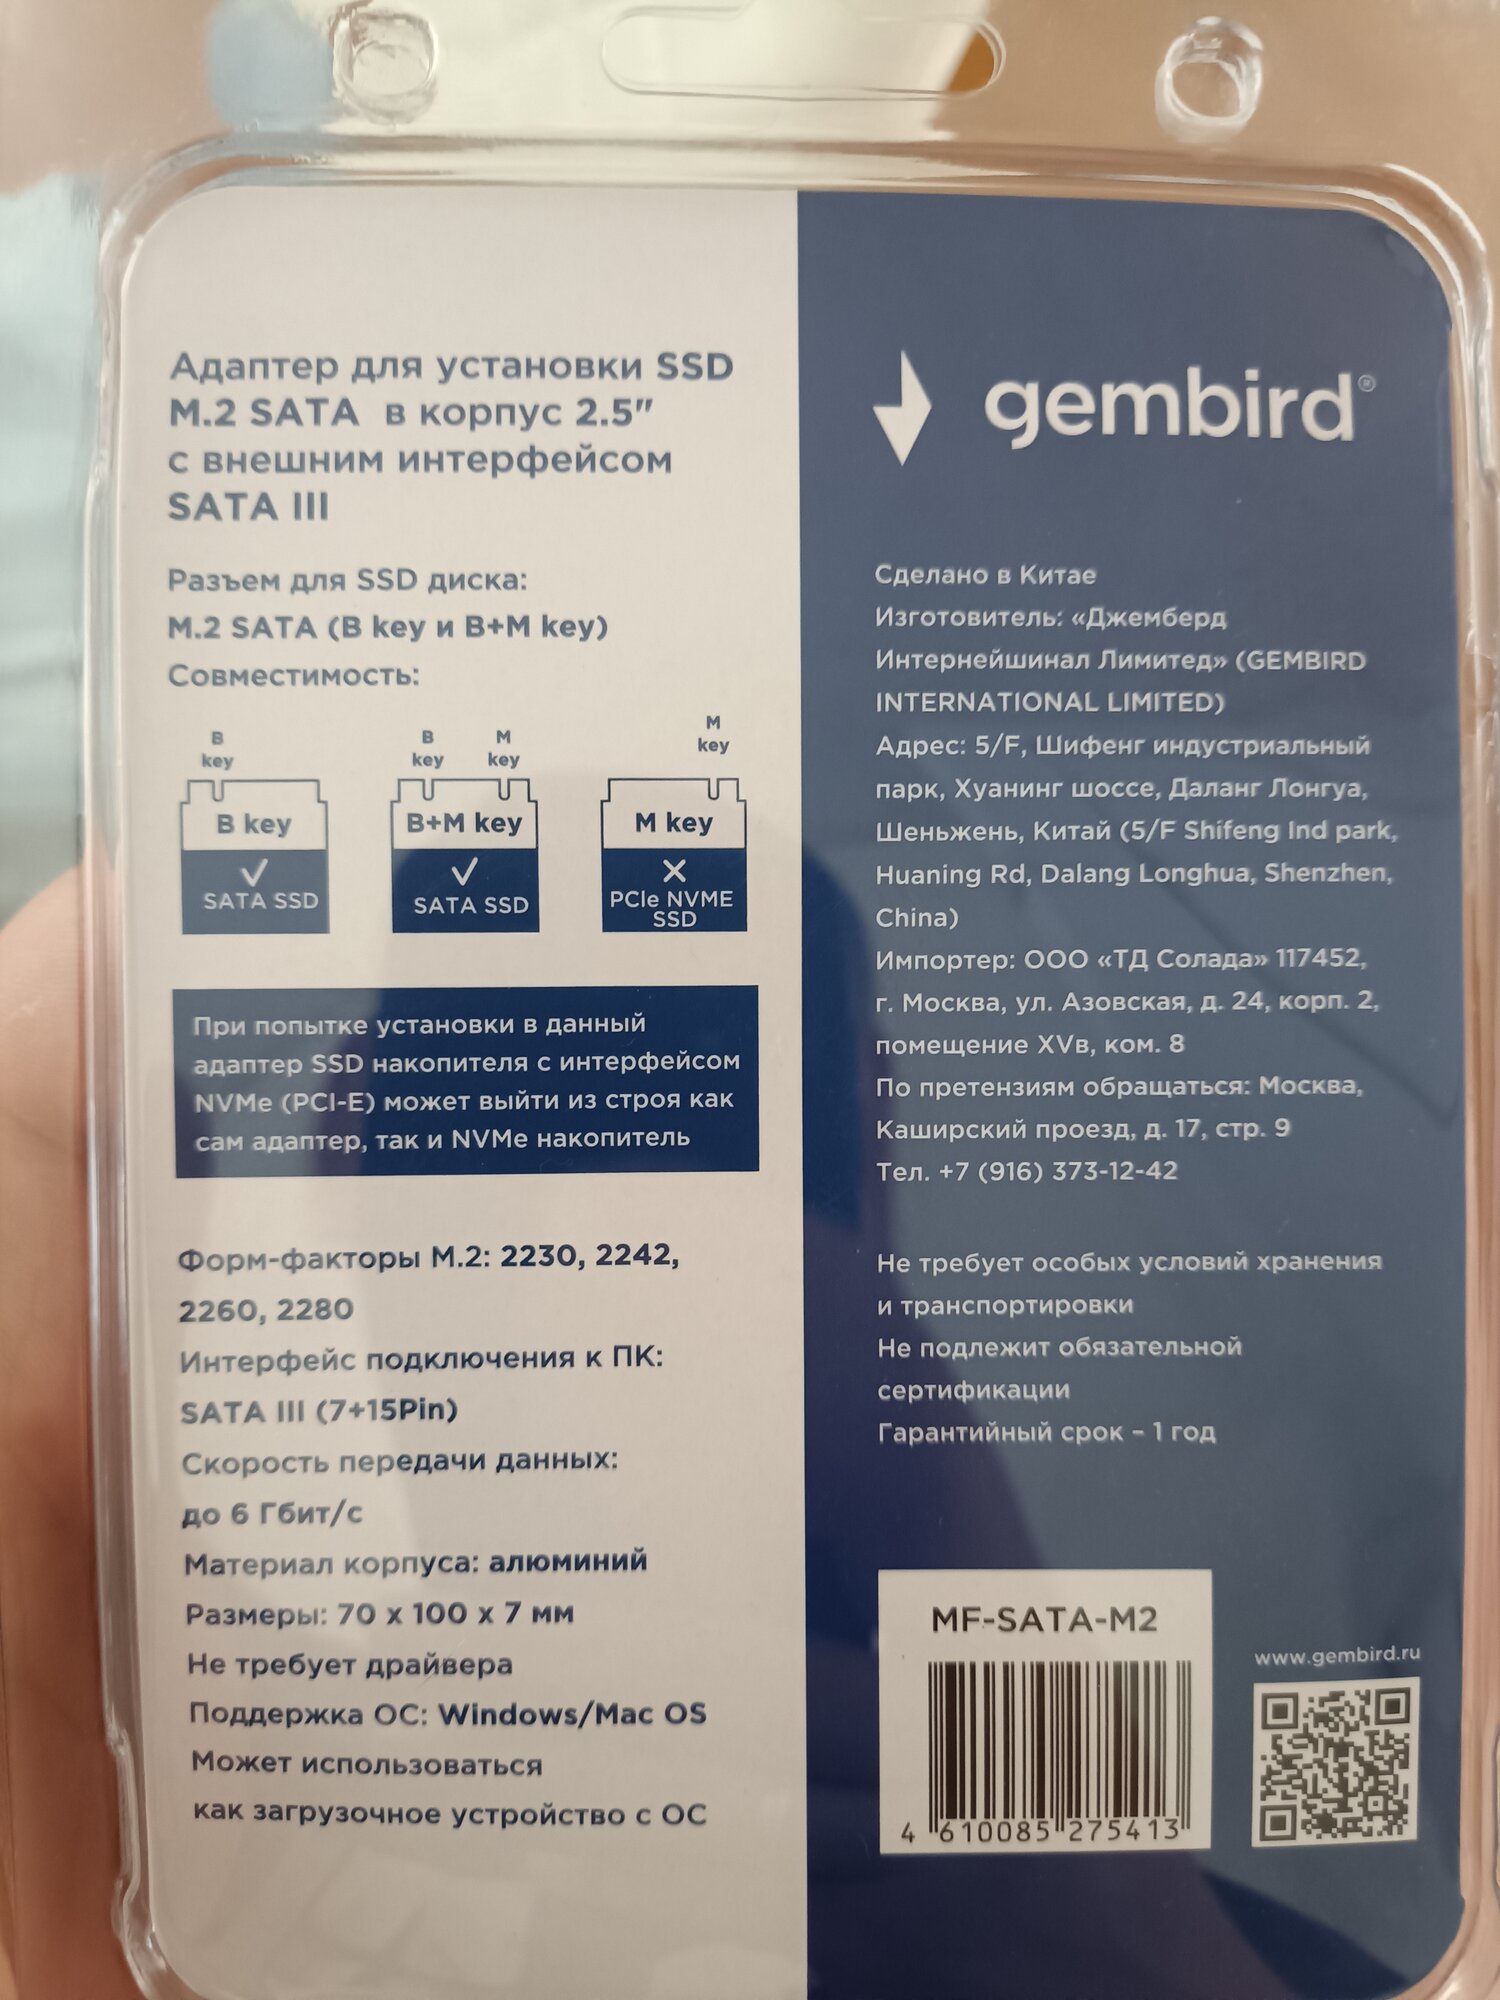 Адаптер для установки SSD
M.2 SATA в корпус 2.5"
с внешним интерфейсом
SATA III
Разъем для SSD диска:
M.2 SATA (B key и B+M key)
Совместимость:
B key
B key
M key
M key
B key
B+M key
M key
SATA SSD
SATA SSD
PCIe NVME
SSD
При попытке установки в данный
адаптер SSD накопителя с интерфейсом
NVMe (PCI-E) может выйти из строя как
сам адаптер, так и NVMe накопитель
Форм-факторы M.2: 2230, 2242,
2260, 2280
Интерфейс подключения к ПК:
SATA III (7+15Pin)
Скорость передачи данных:
до 6 Гбит/с
Материал корпуса: алюминий
Размеры: 70 x 100 x 7 мм
Не требует драйвера
Поддержка ОС: Windows/Mac OS
Может использоваться
как загрузочное устройство с ОС
gembird®
Сделано в Китае
Изготовитель: «Джемберд
Интернейшинал Лимитед» (GEMBIRD
INTERNATIONAL LIMITED)
Адрес: 5/F, Шифенг индустриальный
парк, Хуанинг шоссе, Даланг Лонгуа,
Шеньжень, Китай (5/F Shifeng Ind park,
Huaning Rd, Dalang Longhua, Shenzhen,
China)
Импортер: ООО «ТД Солада» 117452,
г. Москва, ул. Азовская, д. 24, корп. 2,
помещение XVв, ком. 8
По претензиям обращаться: Москва,
Каширский проезд, д. 17, стр. 9
Тел. +7 (916) 373-12-42
Не требует особых условий хранения
и транспортировки
Не подлежит обязательной
сертификации
Гарантийный срок – 1 год
MF-SATA-M2
4 610085 275413
www.gembird.ru